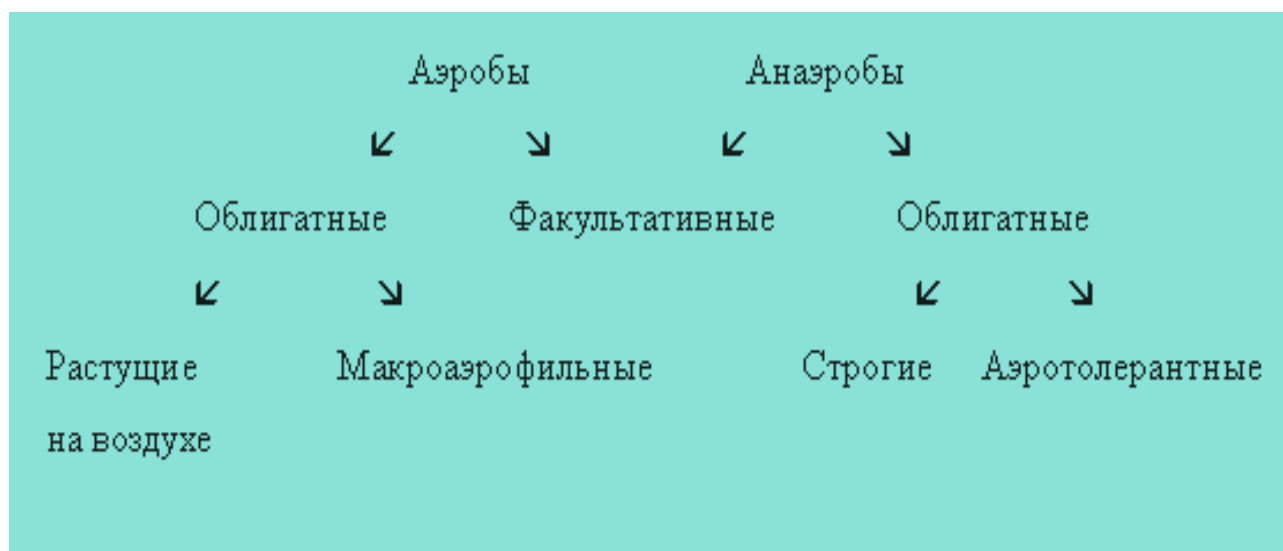 Аэробы Анаэробы
Облигатные Факультативные Облигатные
Растущие Макроаэрофильные Строгие Аэротолерантные
на воздухе